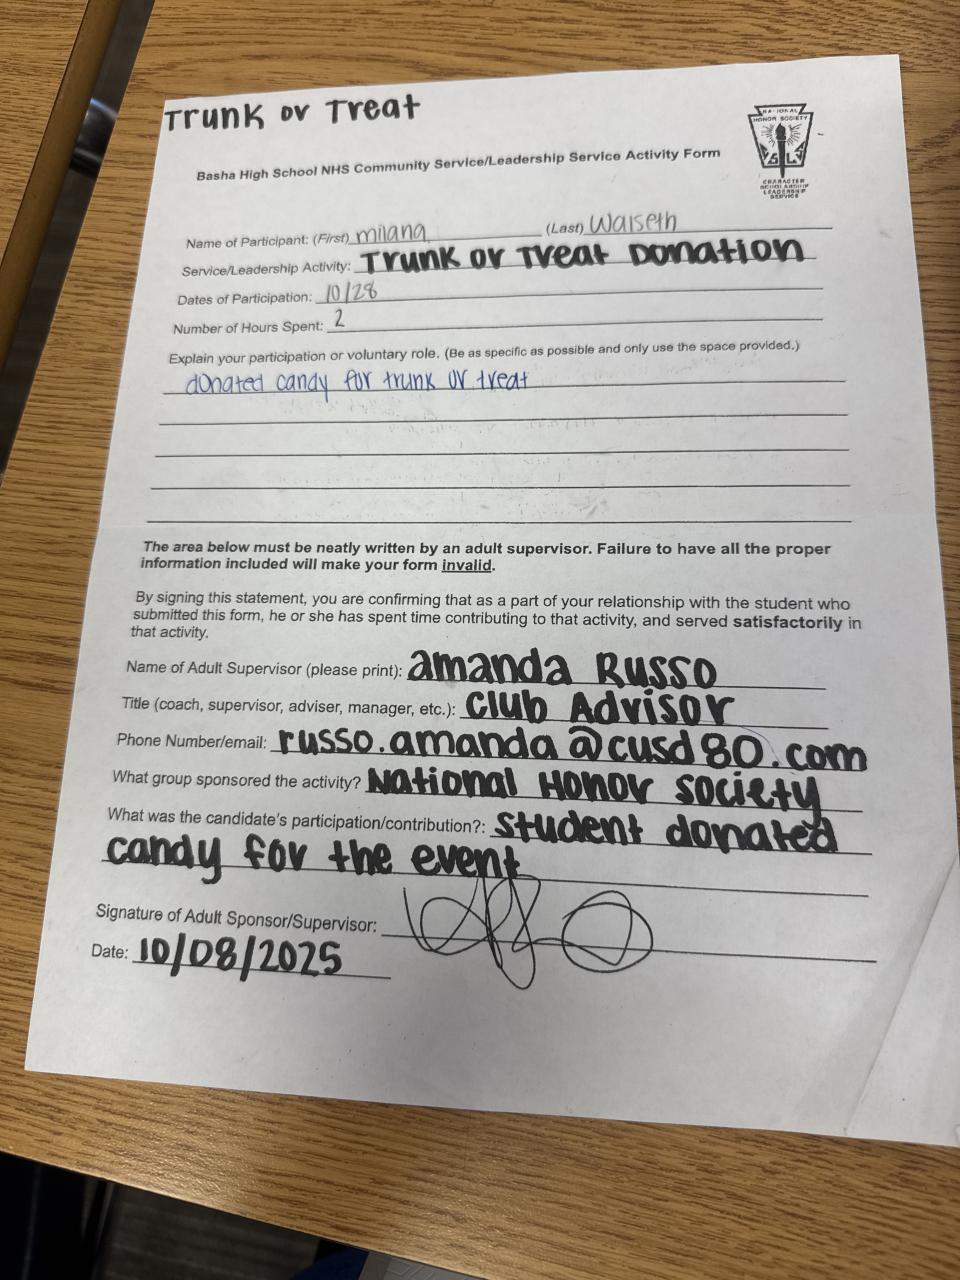 Trunk or Treat
NATIONAL
HONOR SOCIETY
CHARACTER
SCHOLARSHIP
LEADERSHIP
SERVICE
Basha High School NHS Community Service/Leadership Service Activity Form
Name of Participant: (First) milana (Last) Walseth
Service/Leadership Activity: Trunk or Treat Donation
Dates of Participation: 10/28
Number of Hours Spent: 2
Explain your participation or voluntary role. (Be as specific as possible and only use the space provided.)
donated candy for trunk or treat
The area below must be neatly written by an adult supervisor. Failure to have all the proper
information included will make your form invalid.
By signing this statement, you are confirming that as a part of your relationship with the student who
submitted this form, he or she has spent time contributing to that activity, and served satisfactorily in
that activity.
Name of Adult Supervisor (please print): amanda Russo
Title (coach, supervisor, adviser, manager, etc.): Club Advisor
Phone Number/email: russo.amanda@cusd80.com
What group sponsored the activity? National Honor Society
What was the candidate's participation/contribution?: Student donated
candy for the event
Signature of Adult Sponsor/Supervisor:
Date: 10/08/2025